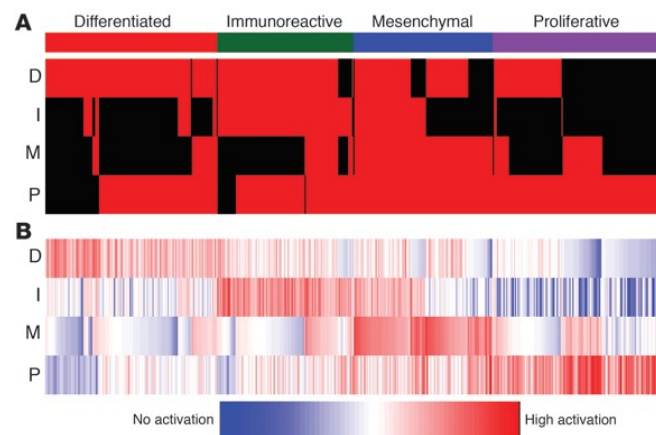 A
Differentiated Immunoreactive Mesenchymal Proliferative
D
I
M
P
B
D
I
M
P
No activation High activation